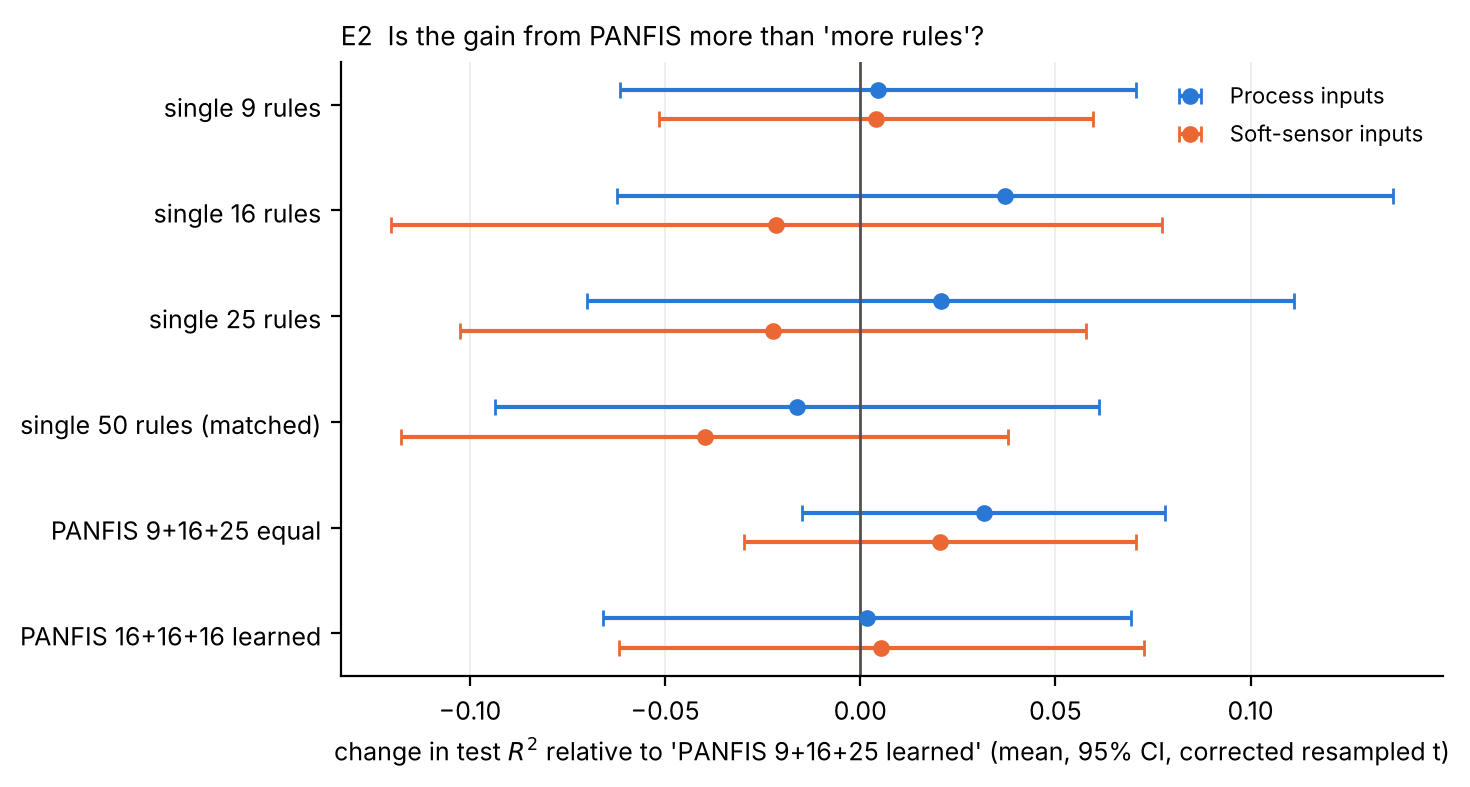 E2  Is the gain from PANFIS more than 'more rules'?
Process inputs
Soft-sensor inputs
single 9 rules
single 16 rules
single 25 rules
single 50 rules (matched)
PANFIS 9+16+25 equal
PANFIS 16+16+16 learned
−0.10 −0.05 0.00 0.05 0.10
change in test R² relative to 'PANFIS 9+16+25 learned' (mean, 95% CI, corrected resampled t)